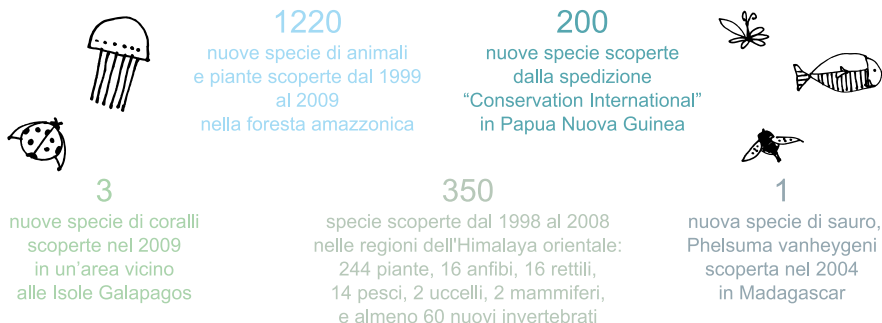 1220
nuove specie di animali
e piante scoperte dal 1999
al 2009
nella foresta amazzonica
200
nuove specie scoperte
dalla spedizione
“Conservation International”
in Papua Nuova Guinea
3
nuove specie di coralli
scoperte nel 2009
in un’area vicino
alle Isole Galapagos
350
specie scoperte dal 1998 al 2008
nelle regioni dell'Himalaya orientale:
244 piante, 16 anfibi, 16 rettili,
14 pesci, 2 uccelli, 2 mammiferi,
e almeno 60 nuovi invertebrati
1
nuova specie di sauro,
Phelsuma vanheygeni
scoperta nel 2004
in Madagascar